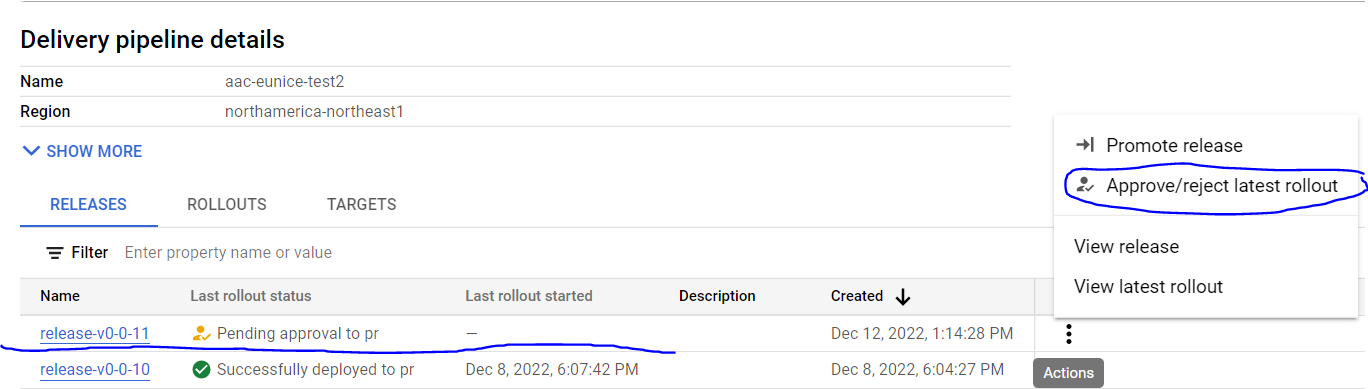 Delivery pipeline details
Name aac-eunice-test2
Region northamerica-northeast1
SHOW MORE
Promote release
Approve/reject latest rollout
View release
View latest rollout
RELEASES ROLLOUTS TARGETS
Filter Enter property name or value
Name Last rollout status Last rollout started Description Created
release-v0-0-11 Pending approval to pr — Dec 12, 2022, 1:14:28 PM
release-v0-0-10 Successfully deployed to pr Dec 8, 2022, 6:07:42 PM Dec 8, 2022, 6:04:27 PM
Actions